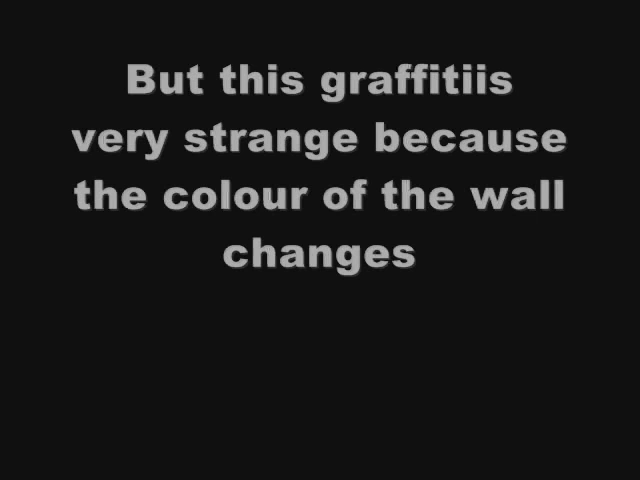 But this graffitiis
very strange because
the colour of the wall
changes